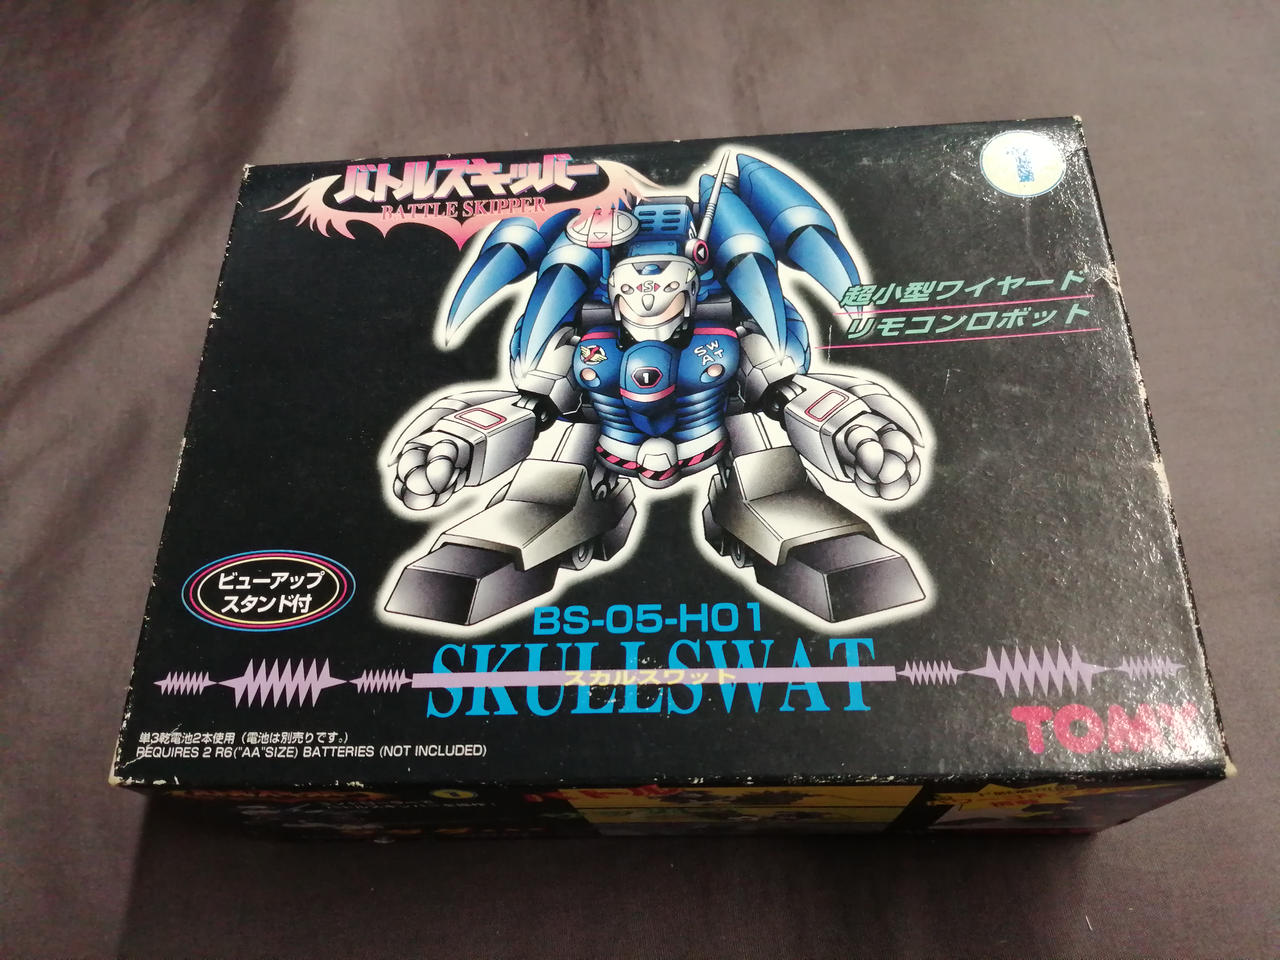 バトルスキッパー
BATTLE SKIPPER
1
超小型ワイヤード
リモコンロボット
S
SWAT
1
ビューアップ
スタンド付
BS-05-H01
SKULLSWAT
スカルスワット
TOMY
単3乾電池2本使用（電池は別売りです。）
REQUIRES 2 R6("AA"SIZE) BATTERIES (NOT INCLUDED)